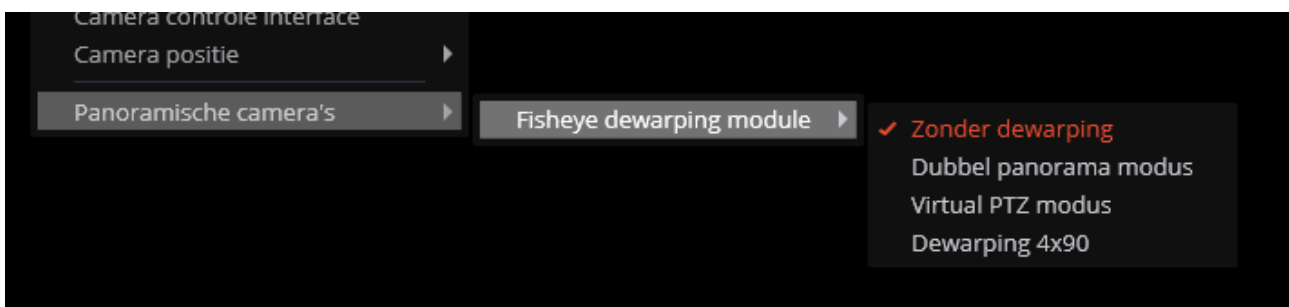 Camera controle interface
Camera positie
Panoramische camera's
Fisheye dewarping module
Zonder dewarping
Dubbel panorama modus
Virtual PTZ modus
Dewarping 4x90